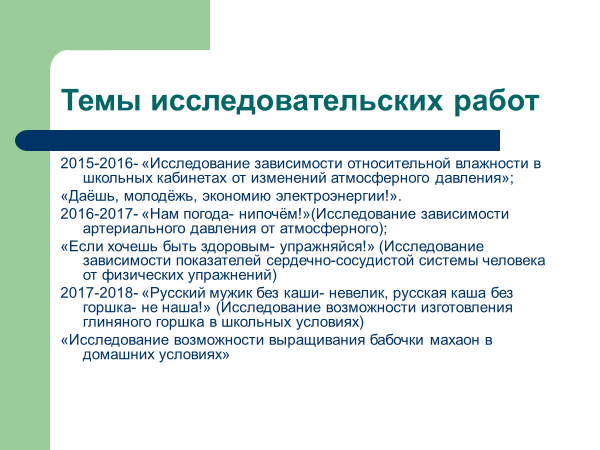 Темы исследовательских работ
2015-2016- «Исследование зависимости относительной влажности в
школьных кабинетах от изменений атмосферного давления»;
«Даёшь, молодёжь, экономию электроэнергии!».
2016-2017- «Нам погода- нипочём!»(Исследование зависимости
артериального давления от атмосферного);
«Если хочешь быть здоровым- упражняйся!» (Исследование
зависимости показателей сердечно-сосудистой системы человека
от физических упражнений)
2017-2018- «Русский мужик без каши- невелик, русская каша без
горшка- не наша!» (Исследование возможности изготовления
глиняного горшка в школьных условиях)
«Исследование возможности выращивания бабочки махаон в
домашних условиях»